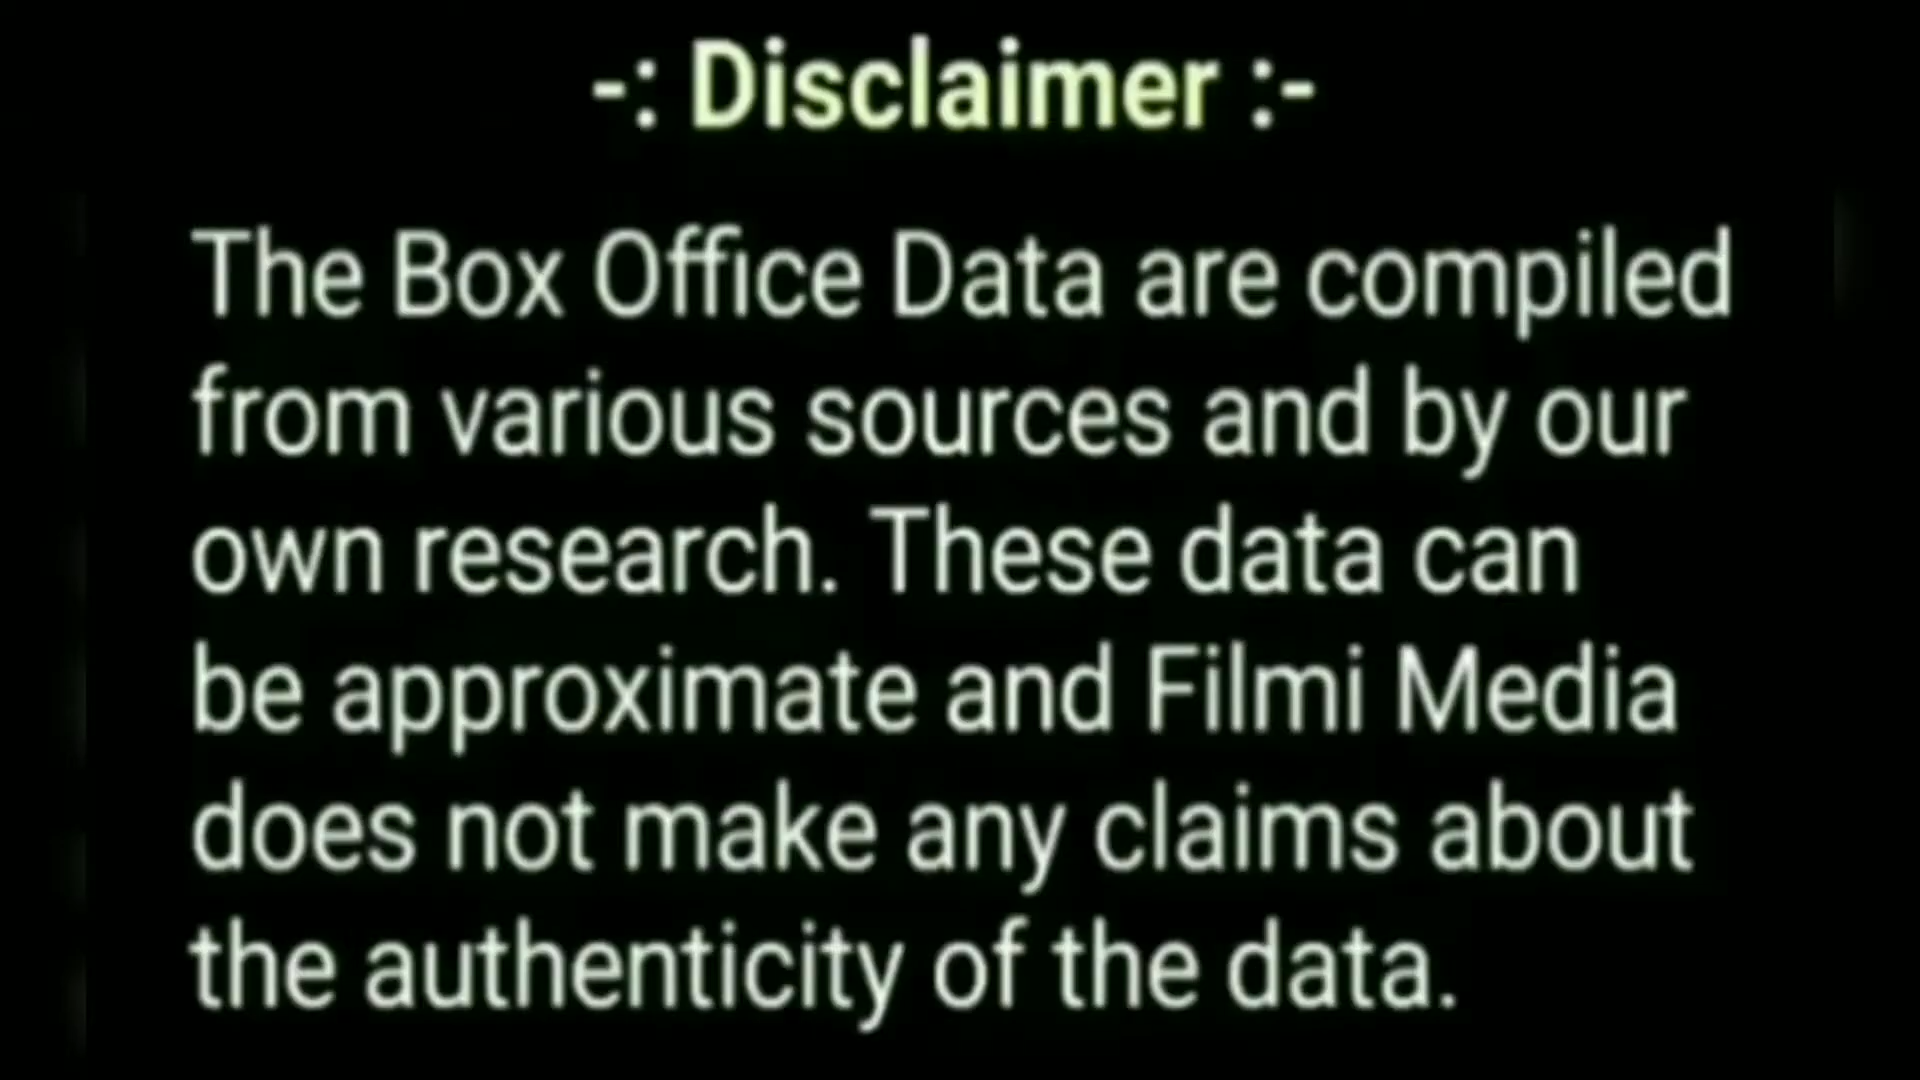 -: Disclaimer :-
The Box Office Data are compiled
from various sources and by our
own research. These data can
be approximate and Filmi Media
does not make any claims about
the authenticity of the data.